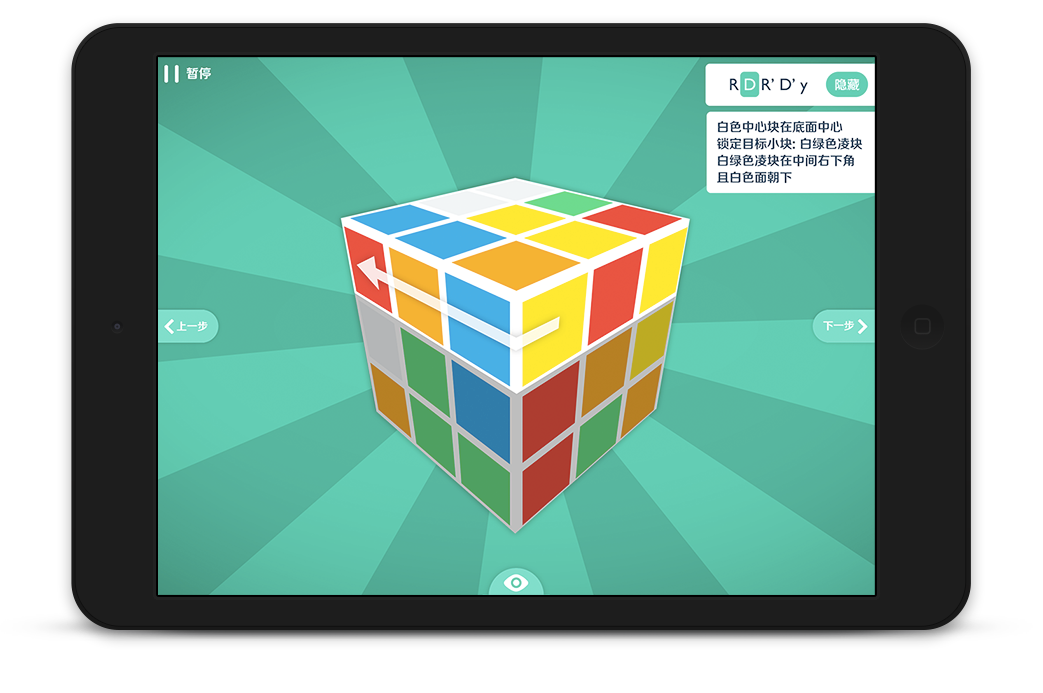 暂停
R D R’ D’ y
隐藏
白色中心块在底面中心
锁定目标小块: 白绿色凌块
白绿色凌块在中间右下角
且白色面朝下
上一步
下一步